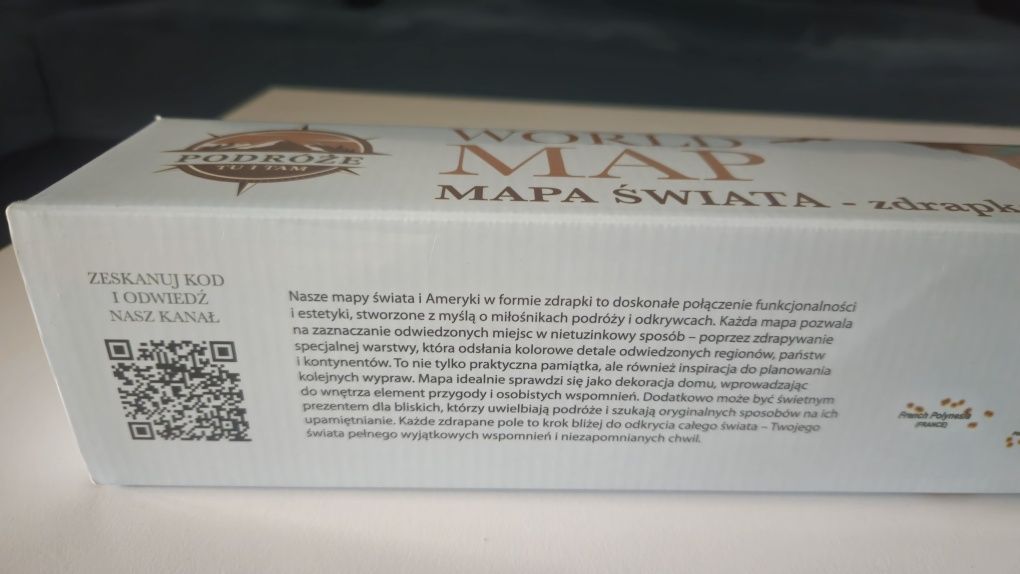 PODRÓŻE
TU I TAM
WORLD
MAP
MAPA ŚWIATA - zdrapk
ZESKANUJ KOD
I ODWIEDŹ
NASZ KANAŁ
Nasze mapy świata i Ameryki w formie zdrapki to doskonałe połączenie funkcjonalności
i estetyki, stworzone z myślą o miłośnikach podróży i odkrywcach. Każda mapa pozwala
na zaznaczanie odwiedzonych miejsc w nietuzinkowy sposób – poprzez zdrapywanie
specjalnej warstwy, która odsłania kolorowe detale odwiedzonych regionów, państw
i kontynentów. To nie tylko praktyczna pamiątka, ale również inspiracja do planowania
kolejnych wypraw. Mapa idealnie sprawdzi się jako dekoracja domu, wprowadzając
do wnętrza element przygody i osobistych wspomnień. Dodatkowo może być świetnym
prezentem dla bliskich, którzy uwielbiają podróże i szukają oryginalnych sposobów na ich
upamiętnianie. Każde zdrapane pole to krok bliżej do odkrycia całego świata – Twojego
świata pełnego wyjątkowych wspomnień i niezapomnianych chwil.
French Polynesia
(FRANCE)